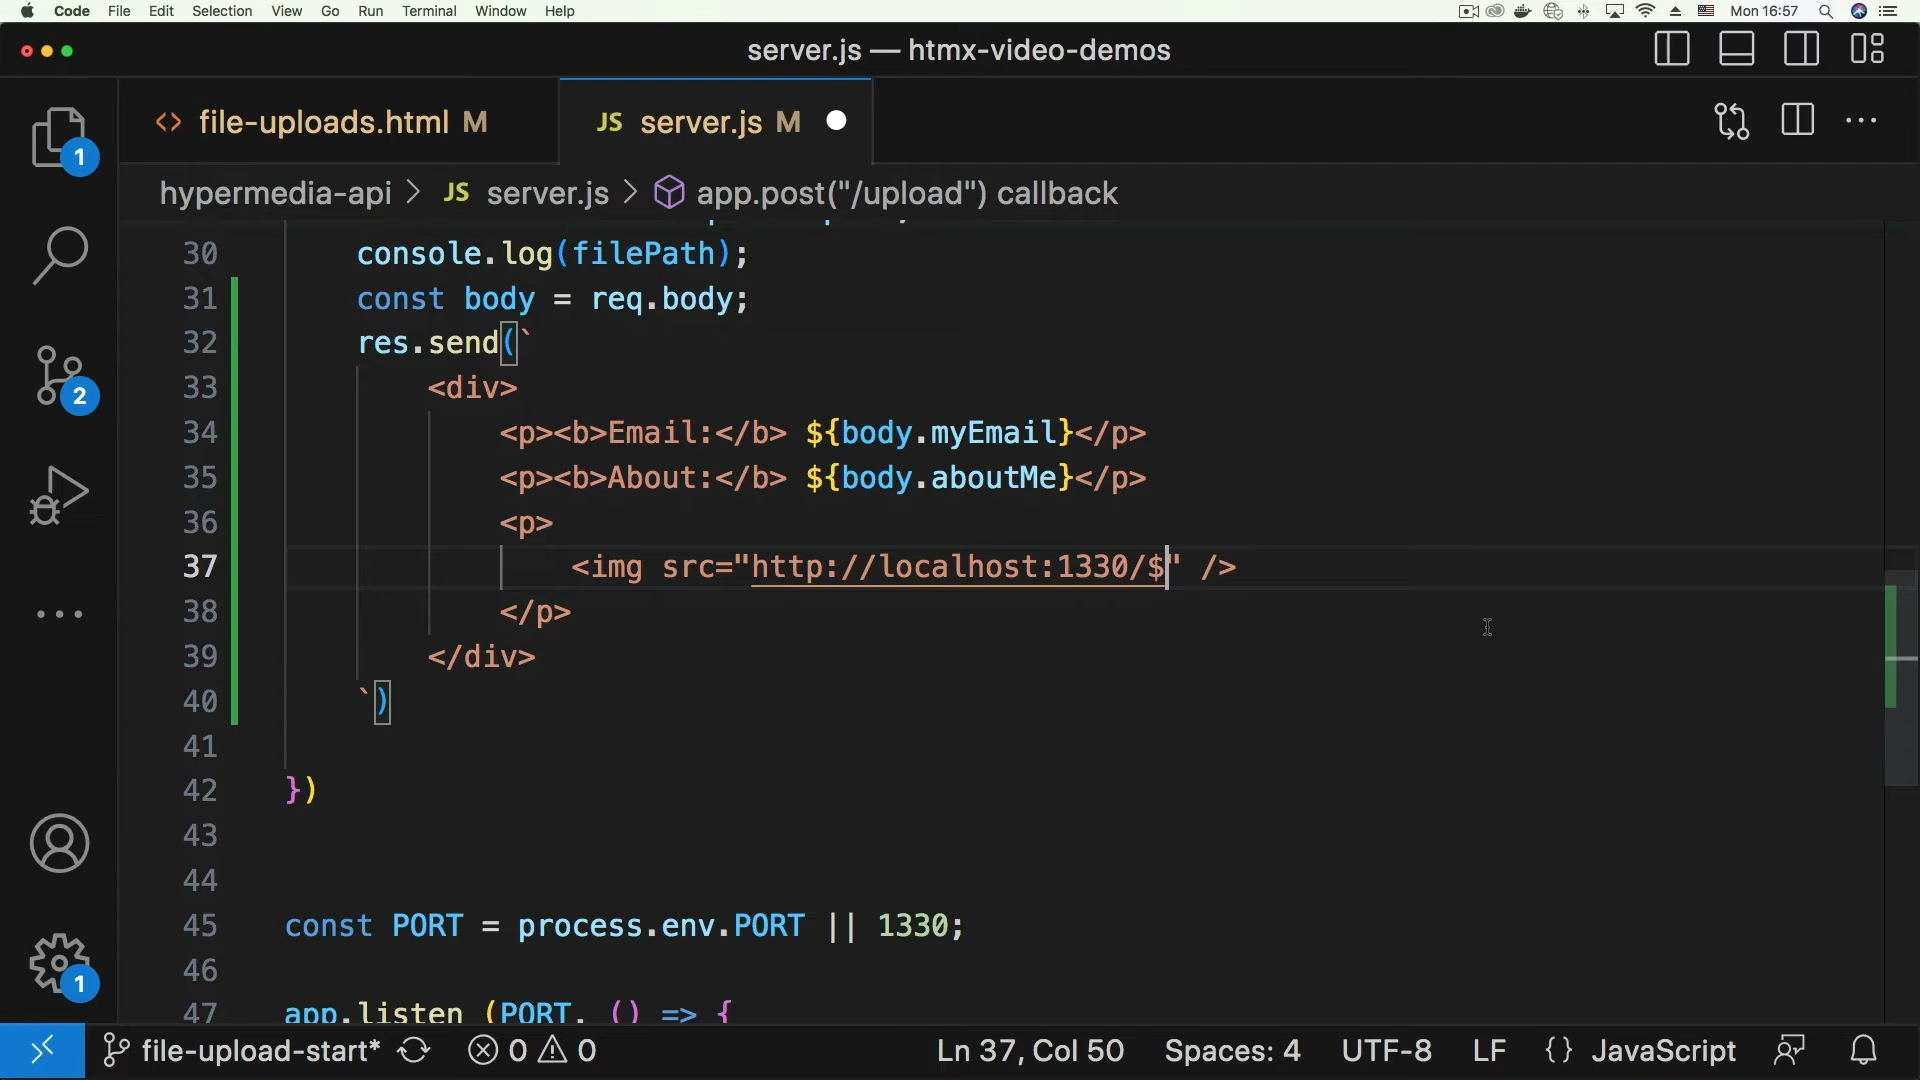 Code File Edit Selection View Go Run Terminal Window Help Mon 16:57
server.js — htmx-video-demos
<> file-uploads.html M JS server.js M
hypermedia-api > JS server.js > app.post("/upload") callback
30 console.log(filePath);
31 const body = req.body;
32 res.send(`
33 <div>
34 <p><b>Email:</b> ${body.myEmail}</p>
35 <p><b>About:</b> ${body.aboutMe}</p>
36 <p>
37 <img src="http://localhost:1330/$" />
38 </p>
39 </div>
40 `)
41
42 })
43
44
45 const PORT = process.env.PORT || 1330;
46
47 app.listen (PORT, () => {
1
2
1
file-upload-start* 0 0 Ln 37, Col 50 Spaces: 4 UTF-8 LF {} JavaScript